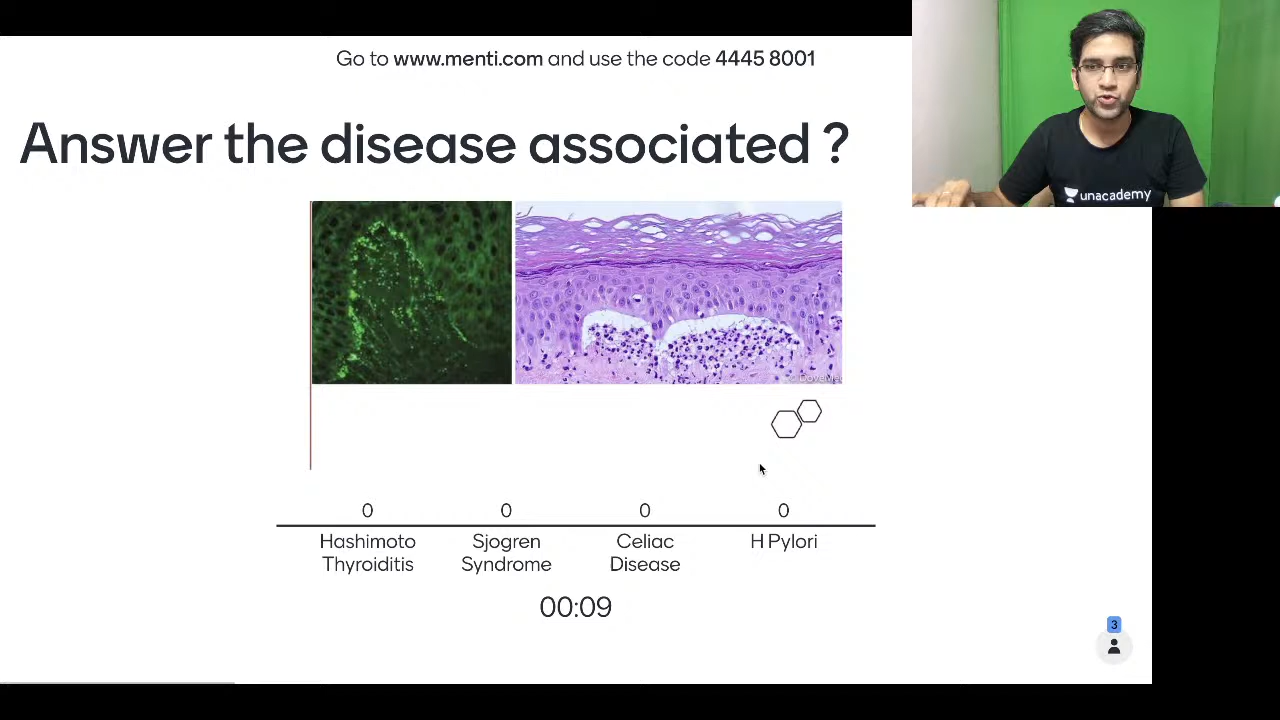 Go to www.menti.com and use the code 4445 8001
Answer the disease associated ?
unacademy
0 0 0 0
Hashimoto Thyroiditis
Sjogren Syndrome
Celiac Disease
H Pylori
00:09
3